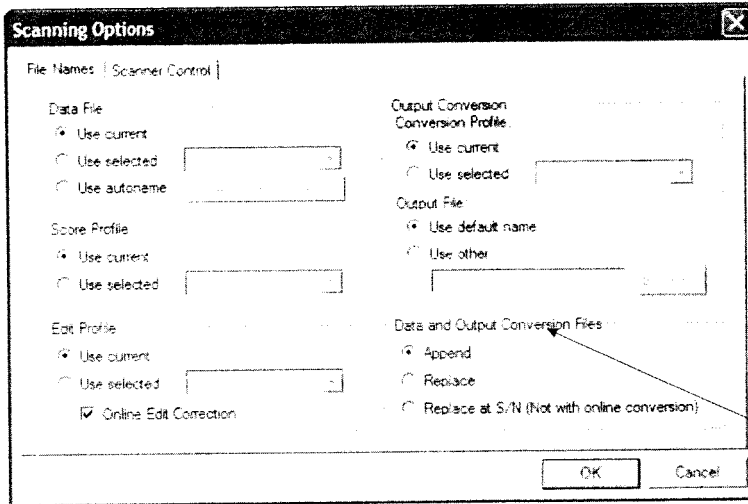 Scanning Options
File Names Scanner Control
Data File
Use current
Use selected
Use autoname
Score Profile
Use current
Use selected
Edit Profile
Use current
Use selected
Online Edit Correction
Output Conversion
Conversion Profile:
Use current
Use selected
Output File:
Use default name
Use other
Data and Output Conversion Files
Append
Replace
Replace at S/N (Not with online conversion)
OK Cancel